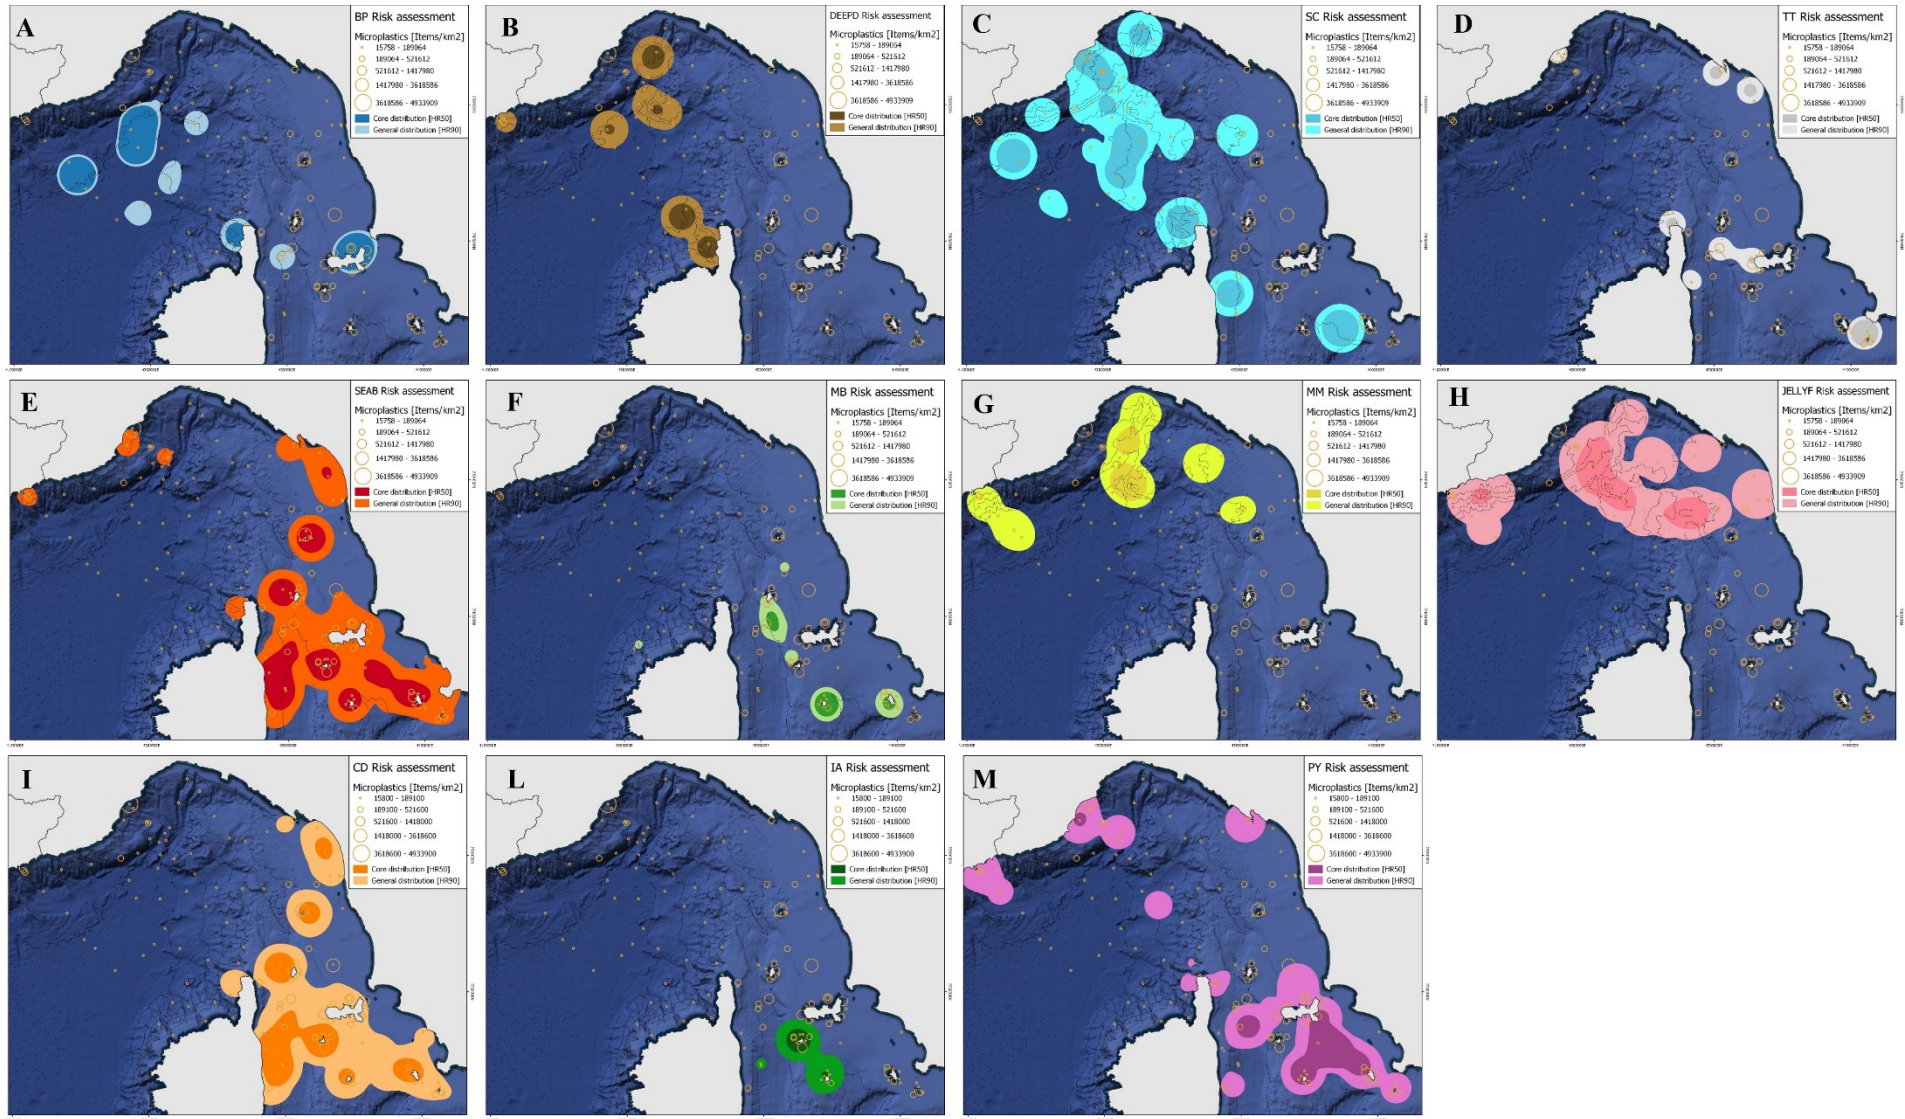 A
BP Risk assessment
Microplastics [Items/km2]
15758 - 189064
189064 - 521612
521612 - 1417980
1417980 - 3618586
3618586 - 4933909
Core distribution [HR50]
General distribution [HR90]
B
DEEPD Risk assessment
Microplastics [Items/km2]
15758 - 189064
189064 - 521612
521612 - 1417980
1417980 - 3618586
3618586 - 4933909
Core distribution [HR50]
General distribution [HR90]
C
SC Risk assessment
Microplastics [Items/km2]
15758 - 189064
189064 - 521612
521612 - 1417980
1417980 - 3618586
3618586 - 4933909
Core distribution [HR50]
General distribution [HR90]
D
TT Risk assessment
Microplastics [Items/km2]
15758 - 189064
189064 - 521612
521612 - 1417980
1417980 - 3618586
3618586 - 4933909
Core distribution [HR50]
General distribution [HR90]
E
SEAB Risk assessment
Microplastics [Items/km2]
15758 - 189064
189064 - 521612
521612 - 1417980
1417980 - 3618586
3618586 - 4933909
Core distribution [HR50]
General distribution [HR90]
F
MB Risk assessment
Microplastics [Items/km2]
15758 - 189064
189064 - 521612
521612 - 1417980
1417980 - 3618586
3618586 - 4933909
Core distribution [HR50]
General distribution [HR90]
G
MM Risk assessment
Microplastics [Items/km2]
15758 - 189064
189064 - 521612
521612 - 1417980
1417980 - 3618586
3618586 - 4933909
Core distribution [HR50]
General distribution [HR90]
H
JELLYF Risk assessment
Microplastics [Items/km2]
15758 - 189064
189064 - 521612
521612 - 1417980
1417980 - 3618586
3618586 - 4933909
Core distribution [HR50]
General distribution [HR90]
I
CD Risk assessment
Microplastics [Items/km2]
15800 - 189100
189100 - 521600
521600 - 1418000
1418000 - 3618600
3618600 - 4933900
Core distribution [HR50]
General distribution [HR90]
L
IA Risk assessment
Microplastics [Items/km2]
15800 - 189100
189100 - 521600
521600 - 1418000
1418000 - 3618600
3618600 - 4933900
Core distribution [HR50]
General distribution [HR90]
M
PY Risk assessment
Microplastics [Items/km2]
15800 - 189100
189100 - 521600
521600 - 1418000
1418000 - 3618600
3618600 - 4933900
Core distribution [HR50]
General distribution [HR90]